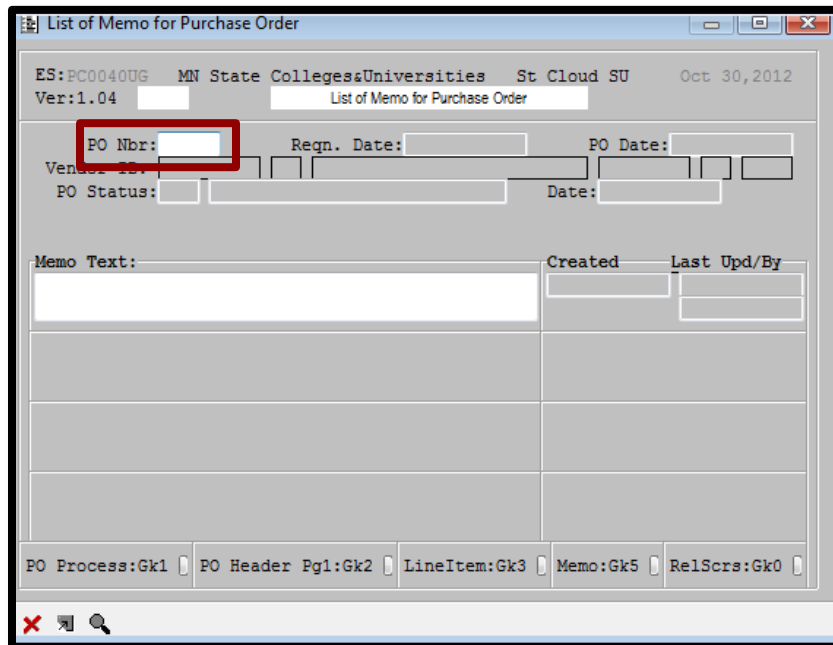 List of Memo for Purchase Order
ES:PC0040UG MN State Colleges&Universities St Cloud SU Oct 30,2012
Ver:1.04 List of Memo for Purchase Order
PO Nbr: Reqn. Date: PO Date:
Vendor ID:
PO Status: Date:
Memo Text: Created Last Upd/By
PO Process:Gk1 PO Header Pg1:Gk2 LineItem:Gk3 Memo:Gk5 RelScrs:Gk0